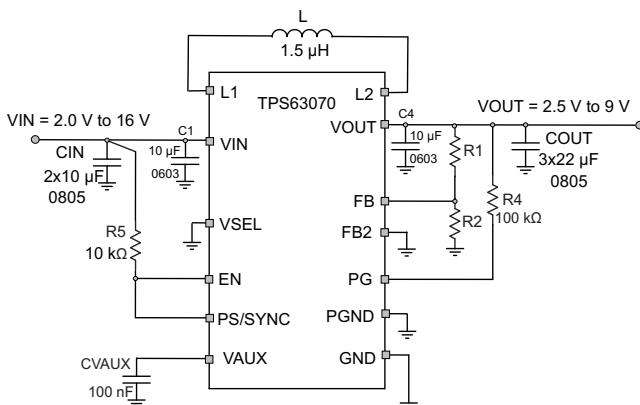 L
1.5 µH
L1
L2
TPS63070
VIN = 2.0 V to 16 V
VOUT = 2.5 V to 9 V
C1
C4
VIN
VOUT
10 µF
0603
10 µF
0603
CIN
2x10 µF
0805
COUT
3x22 µF
0805
R1
FB
R4
100 kΩ
R2
VSEL
FB2
R5
10 kΩ
EN
PG
PS/SYNC
PGND
VAUX
GND
CVAUX
100 nF